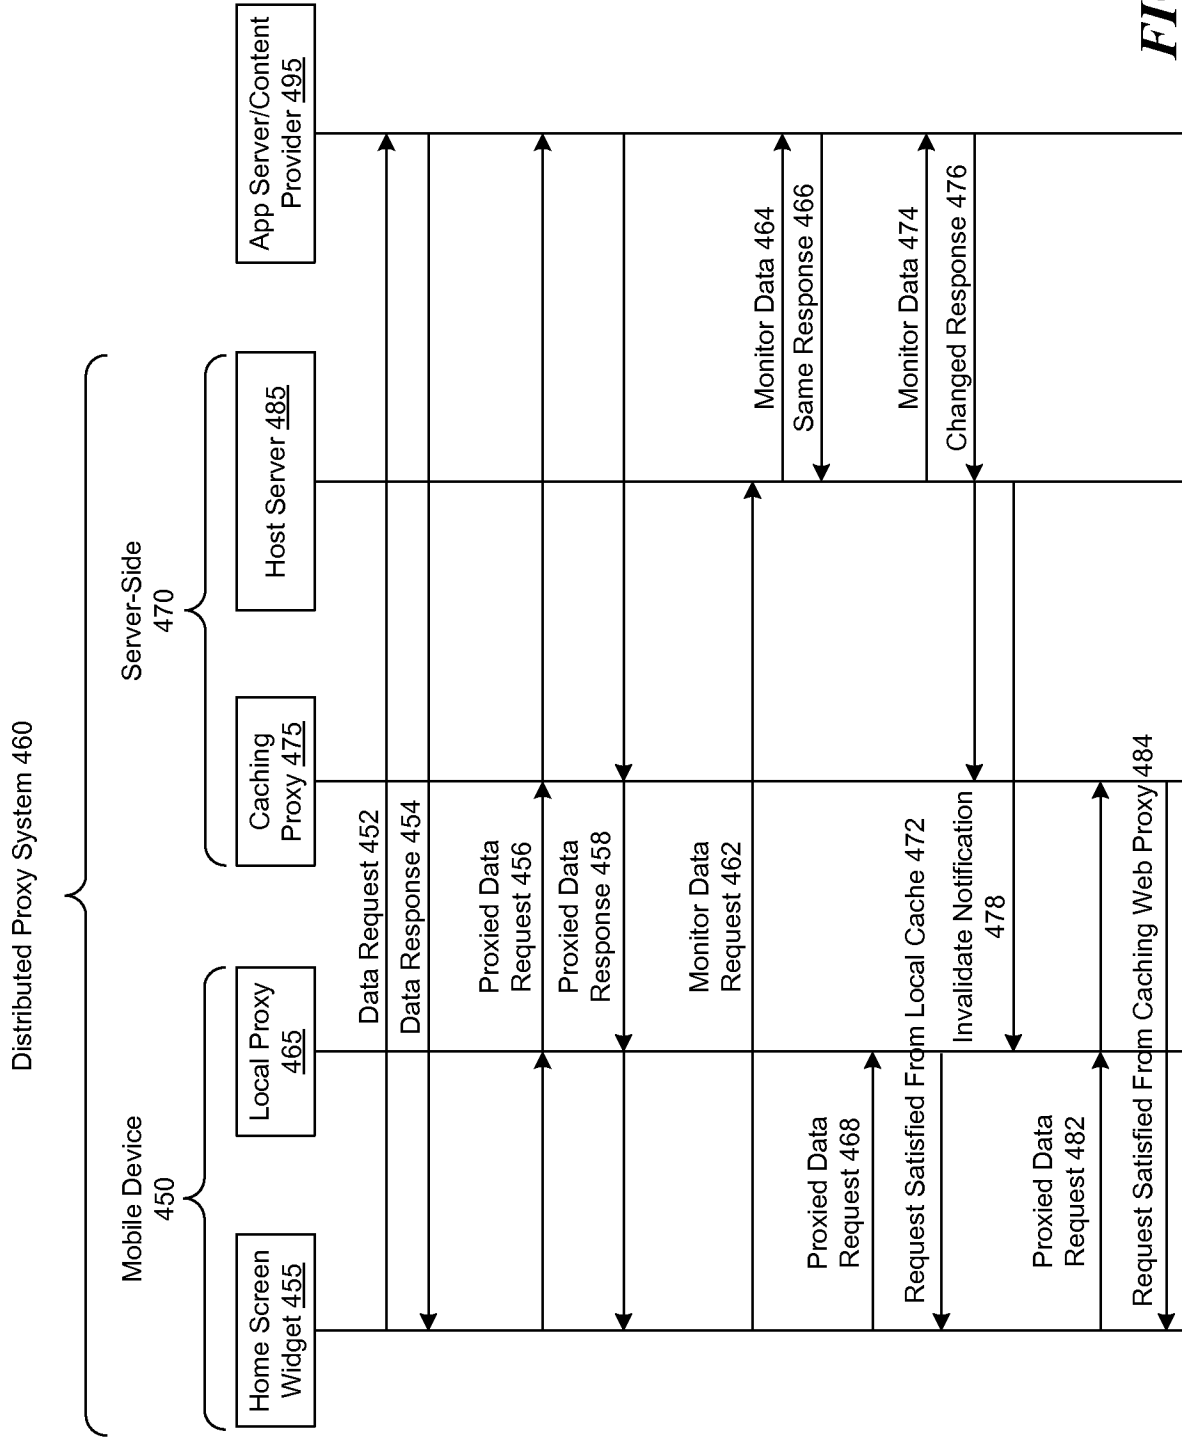 Distributed Proxy System 460
Mobile Device
450
Server-Side
470
Home Screen
Widget 455
Local Proxy
465
Caching
Proxy 475
Host Server 485
App Server/Content
Provider 495
Data Request 452
Data Response 454
Proxied Data
Request 456
Proxied Data
Response 458
Monitor Data
Request 462
Monitor Data 464
Same Response 466
Proxied Data
Request 468
Request Satisfied From Local Cache 472
Monitor Data 474
Changed Response 476
Invalidate Notification
478
Proxied Data
Request 482
Request Satisfied From Caching Web Proxy 484